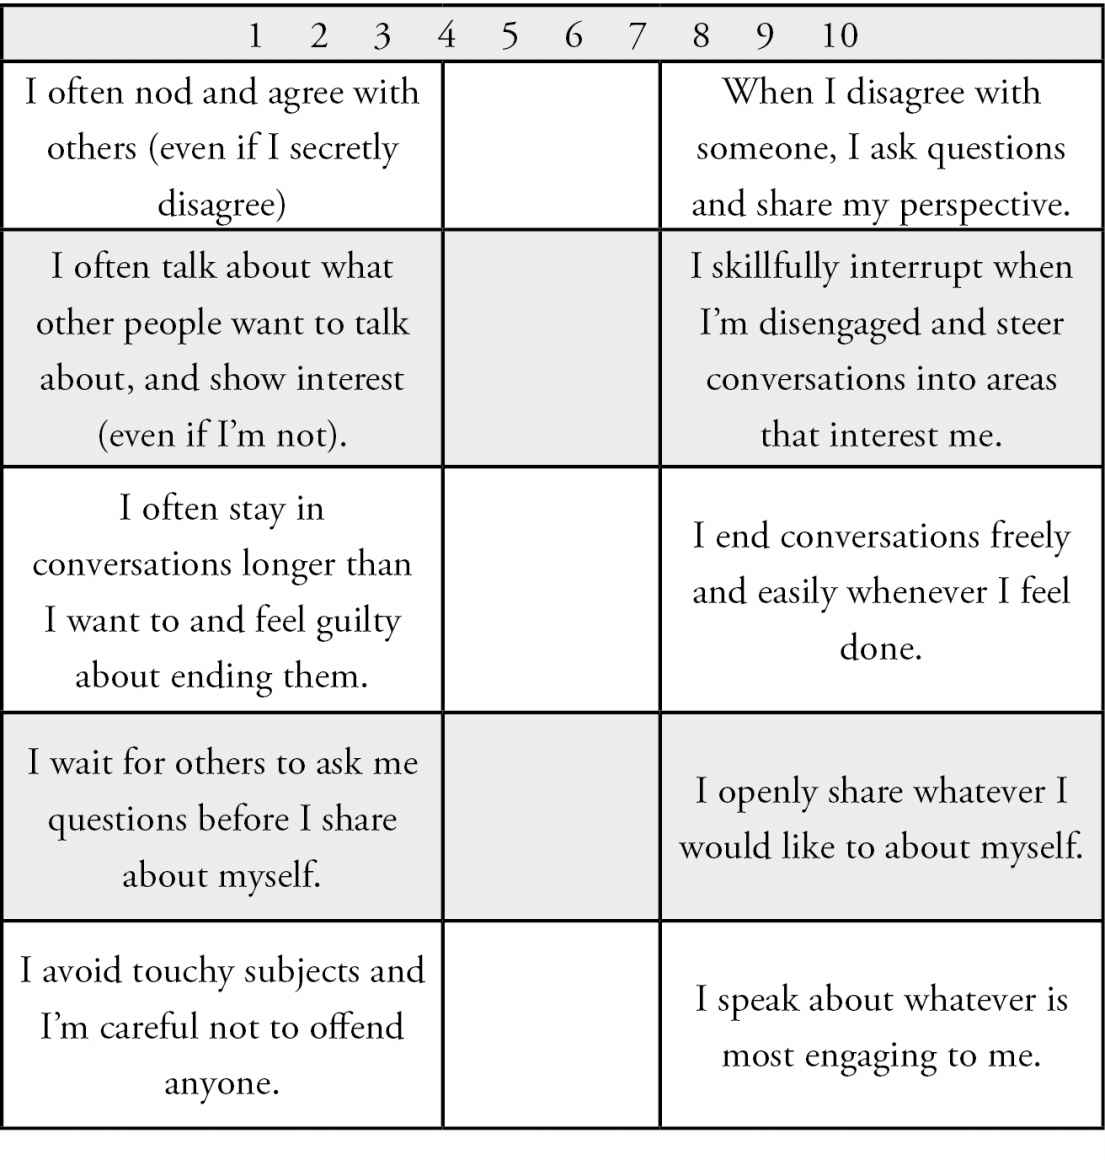 1 2 3 4 5 6 7 8 9 10
I often nod and agree with
others (even if I secretly
disagree)
When I disagree with
someone, I ask questions
and share my perspective.
I often talk about what
other people want to talk
about, and show interest
(even if I’m not).
I skillfully interrupt when
I’m disengaged and steer
conversations into areas
that interest me.
I often stay in
conversations longer than
I want to and feel guilty
about ending them.
I end conversations freely
and easily whenever I feel
done.
I wait for others to ask me
questions before I share
about myself.
I openly share whatever I
would like to about myself.
I avoid touchy subjects and
I’m careful not to offend
anyone.
I speak about whatever is
most engaging to me.